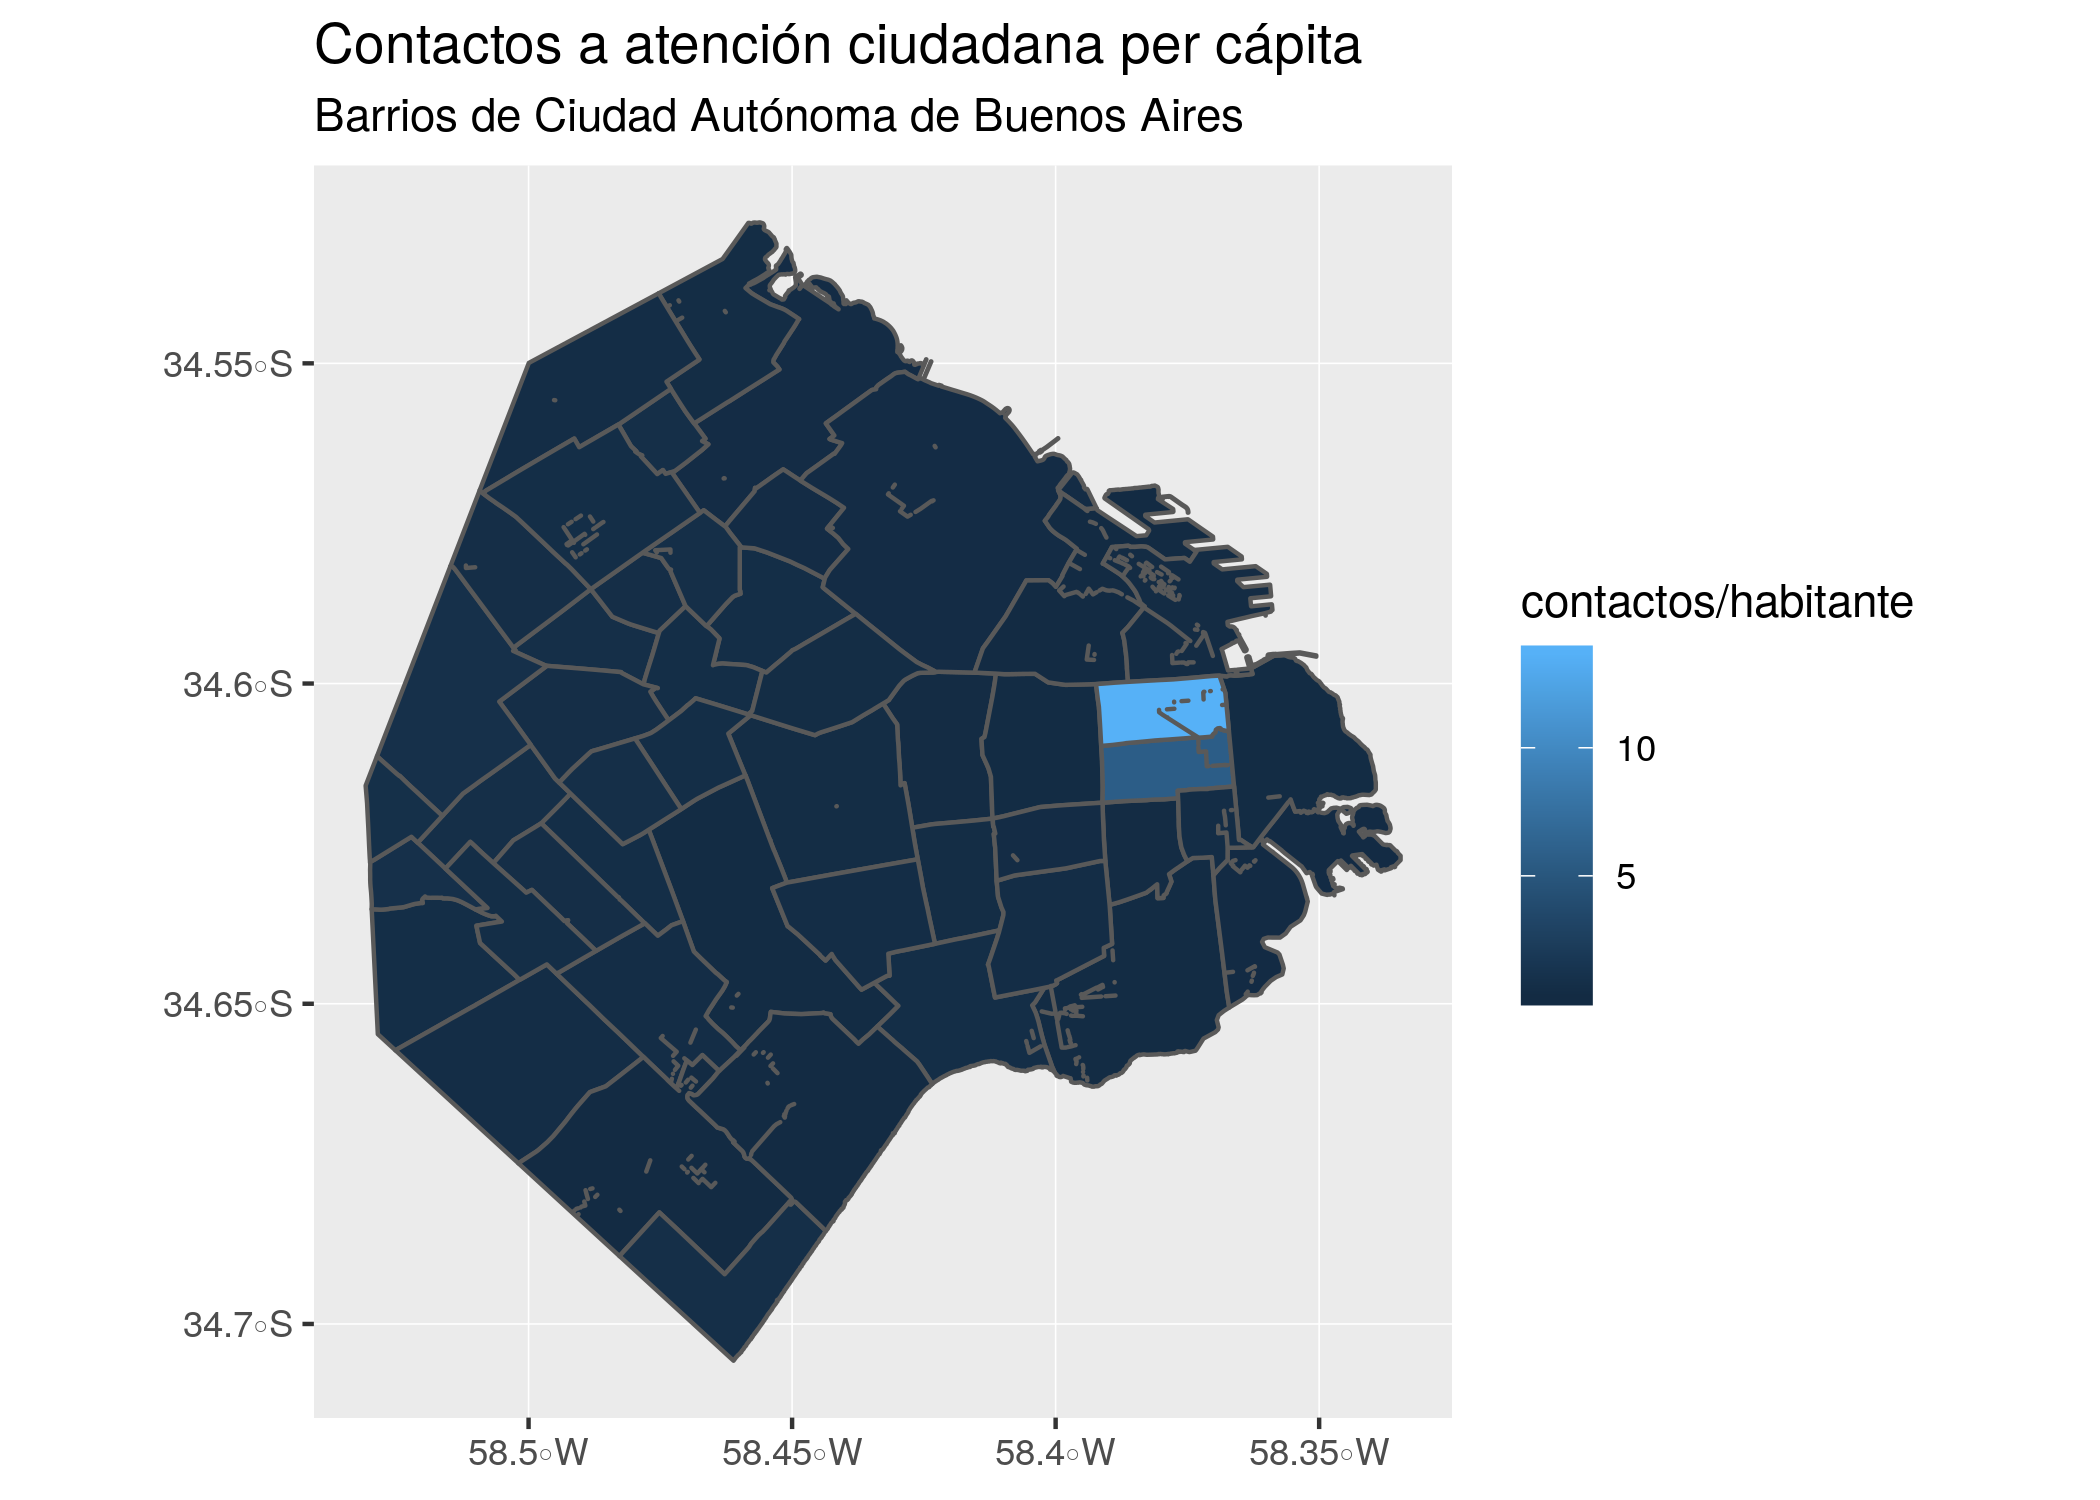 Contactos a atención ciudadana per cápita
Barrios de Ciudad Autónoma de Buenos Aires
34.55°S
34.6°S
34.65°S
34.7°S
58.5°W
58.45°W
58.4°W
58.35°W
contactos/habitante
10
5